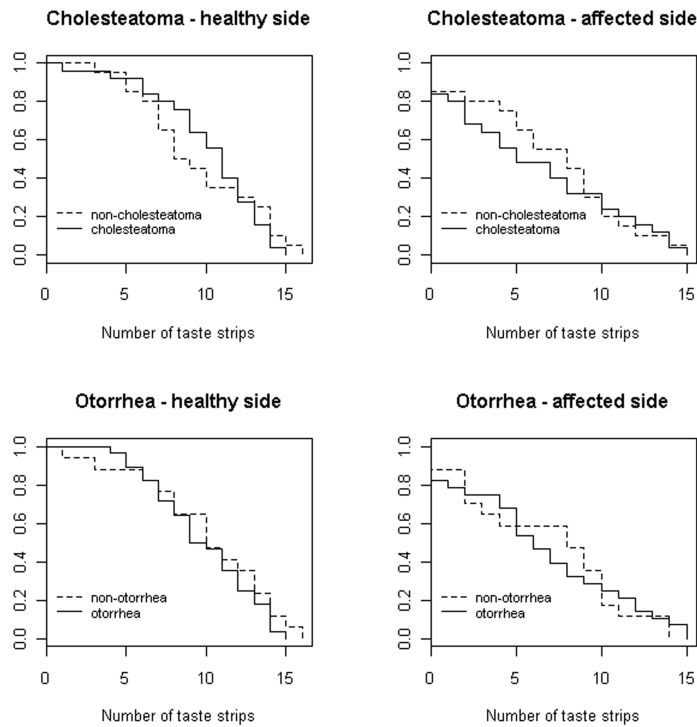 Cholesteatoma - healthy side
1.0
0.8
0.6
0.4
0.2
0.0
non-cholesteatoma
cholesteatoma
0 5 10 15
Number of taste strips
Cholesteatoma - affected side
1.0
0.8
0.6
0.4
0.2
0.0
non-cholesteatoma
cholesteatoma
0 5 10 15
Number of taste strips
Otorrhea - healthy side
1.0
0.8
0.6
0.4
0.2
0.0
non-otorrhea
otorrhea
0 5 10 15
Number of taste strips
Otorrhea - affected side
1.0
0.8
0.6
0.4
0.2
0.0
non-otorrhea
otorrhea
0 5 10 15
Number of taste strips